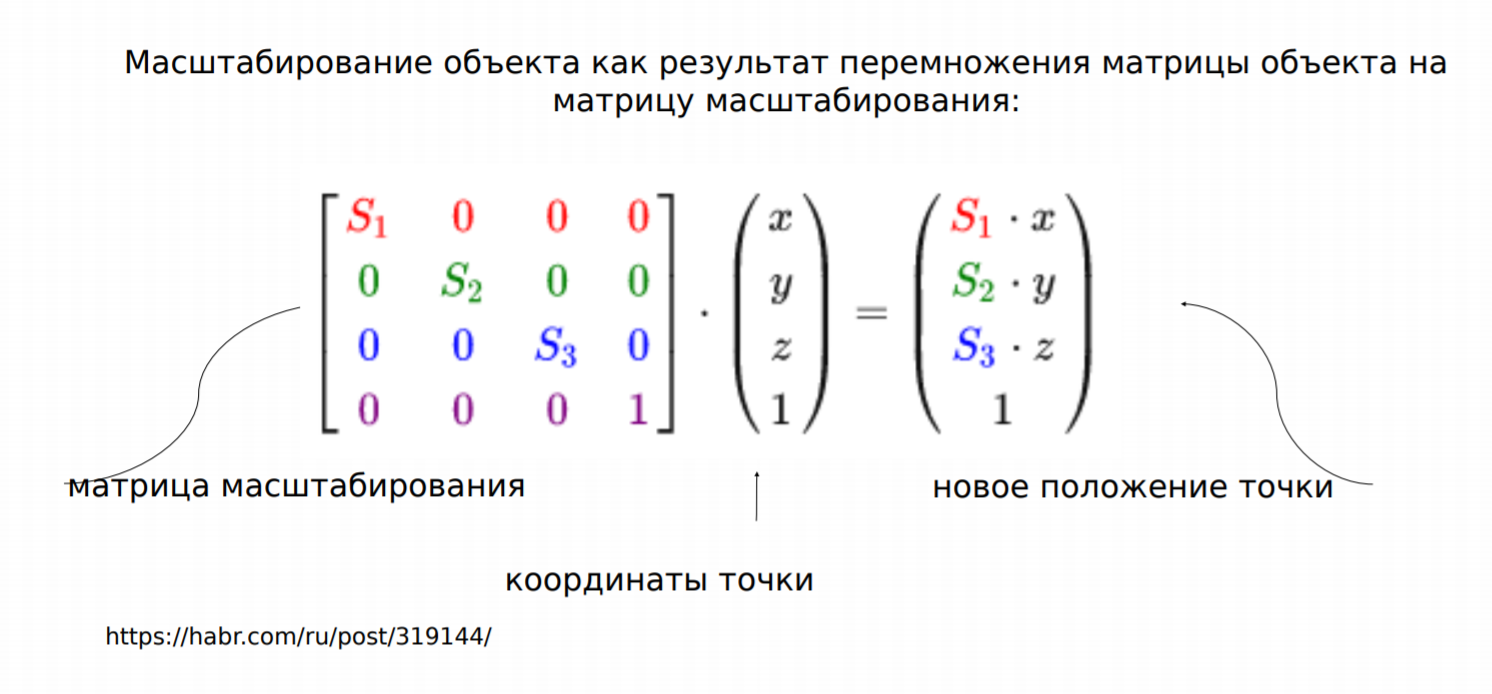 Масштабирование объекта как результат перемножения матрицы объекта на
матрицу масштабирования:
S₁ 0 0 0 x S₁ · x
0 S₂ 0 0 y S₂ · y
· =
0 0 S₃ 0 z S₃ · z
0 0 0 1 1 1
матрица масштабирования
новое положение точки
координаты точки
https://habr.com/ru/post/319144/